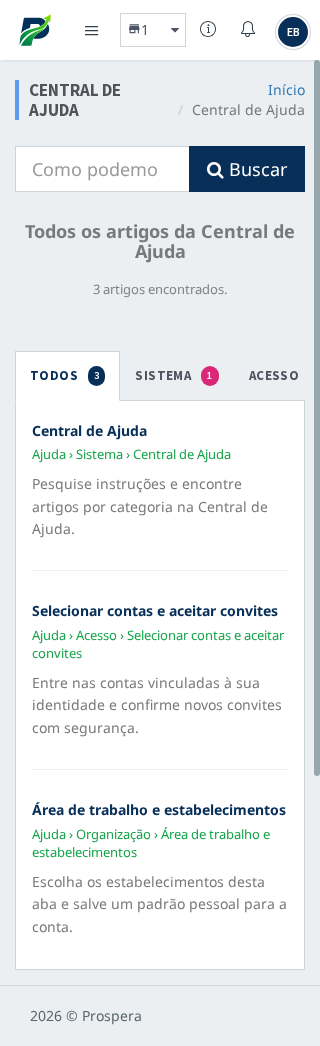 1
EB
CENTRAL DE
AJUDA
Início
/ Central de Ajuda
Como podemo
Buscar
Todos os artigos da Central de
Ajuda
3 artigos encontrados.
TODOS 3 SISTEMA 1 ACESSO
Central de Ajuda
Ajuda › Sistema › Central de Ajuda
Pesquise instruções e encontre
artigos por categoria na Central de
Ajuda.
Selecionar contas e aceitar convites
Ajuda › Acesso › Selecionar contas e aceitar
convites
Entre nas contas vinculadas à sua
identidade e confirme novos convites
com segurança.
Área de trabalho e estabelecimentos
Ajuda › Organização › Área de trabalho e
estabelecimentos
Escolha os estabelecimentos desta
aba e salve um padrão pessoal para a
conta.
2026 © Prospera